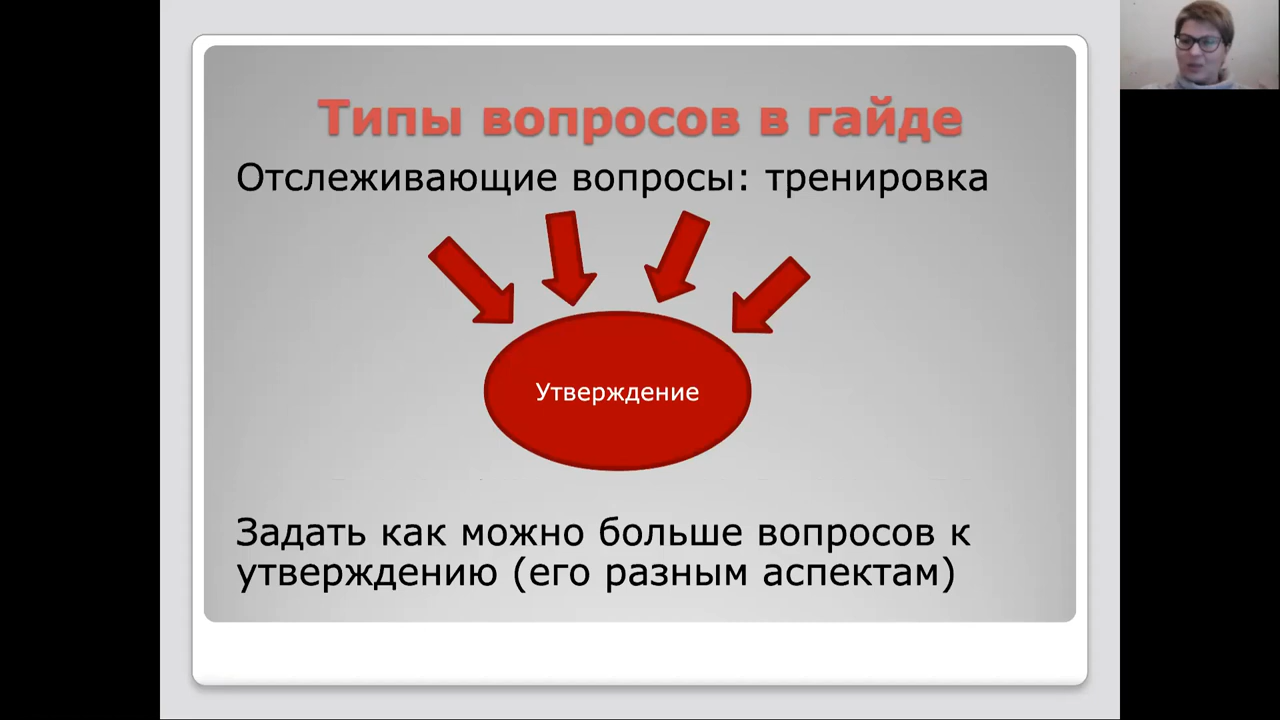 Типы вопросов в гайде
Отслеживающие вопросы: тренировка
Утверждение
Задать как можно больше вопросов к
утверждению (его разным аспектам)